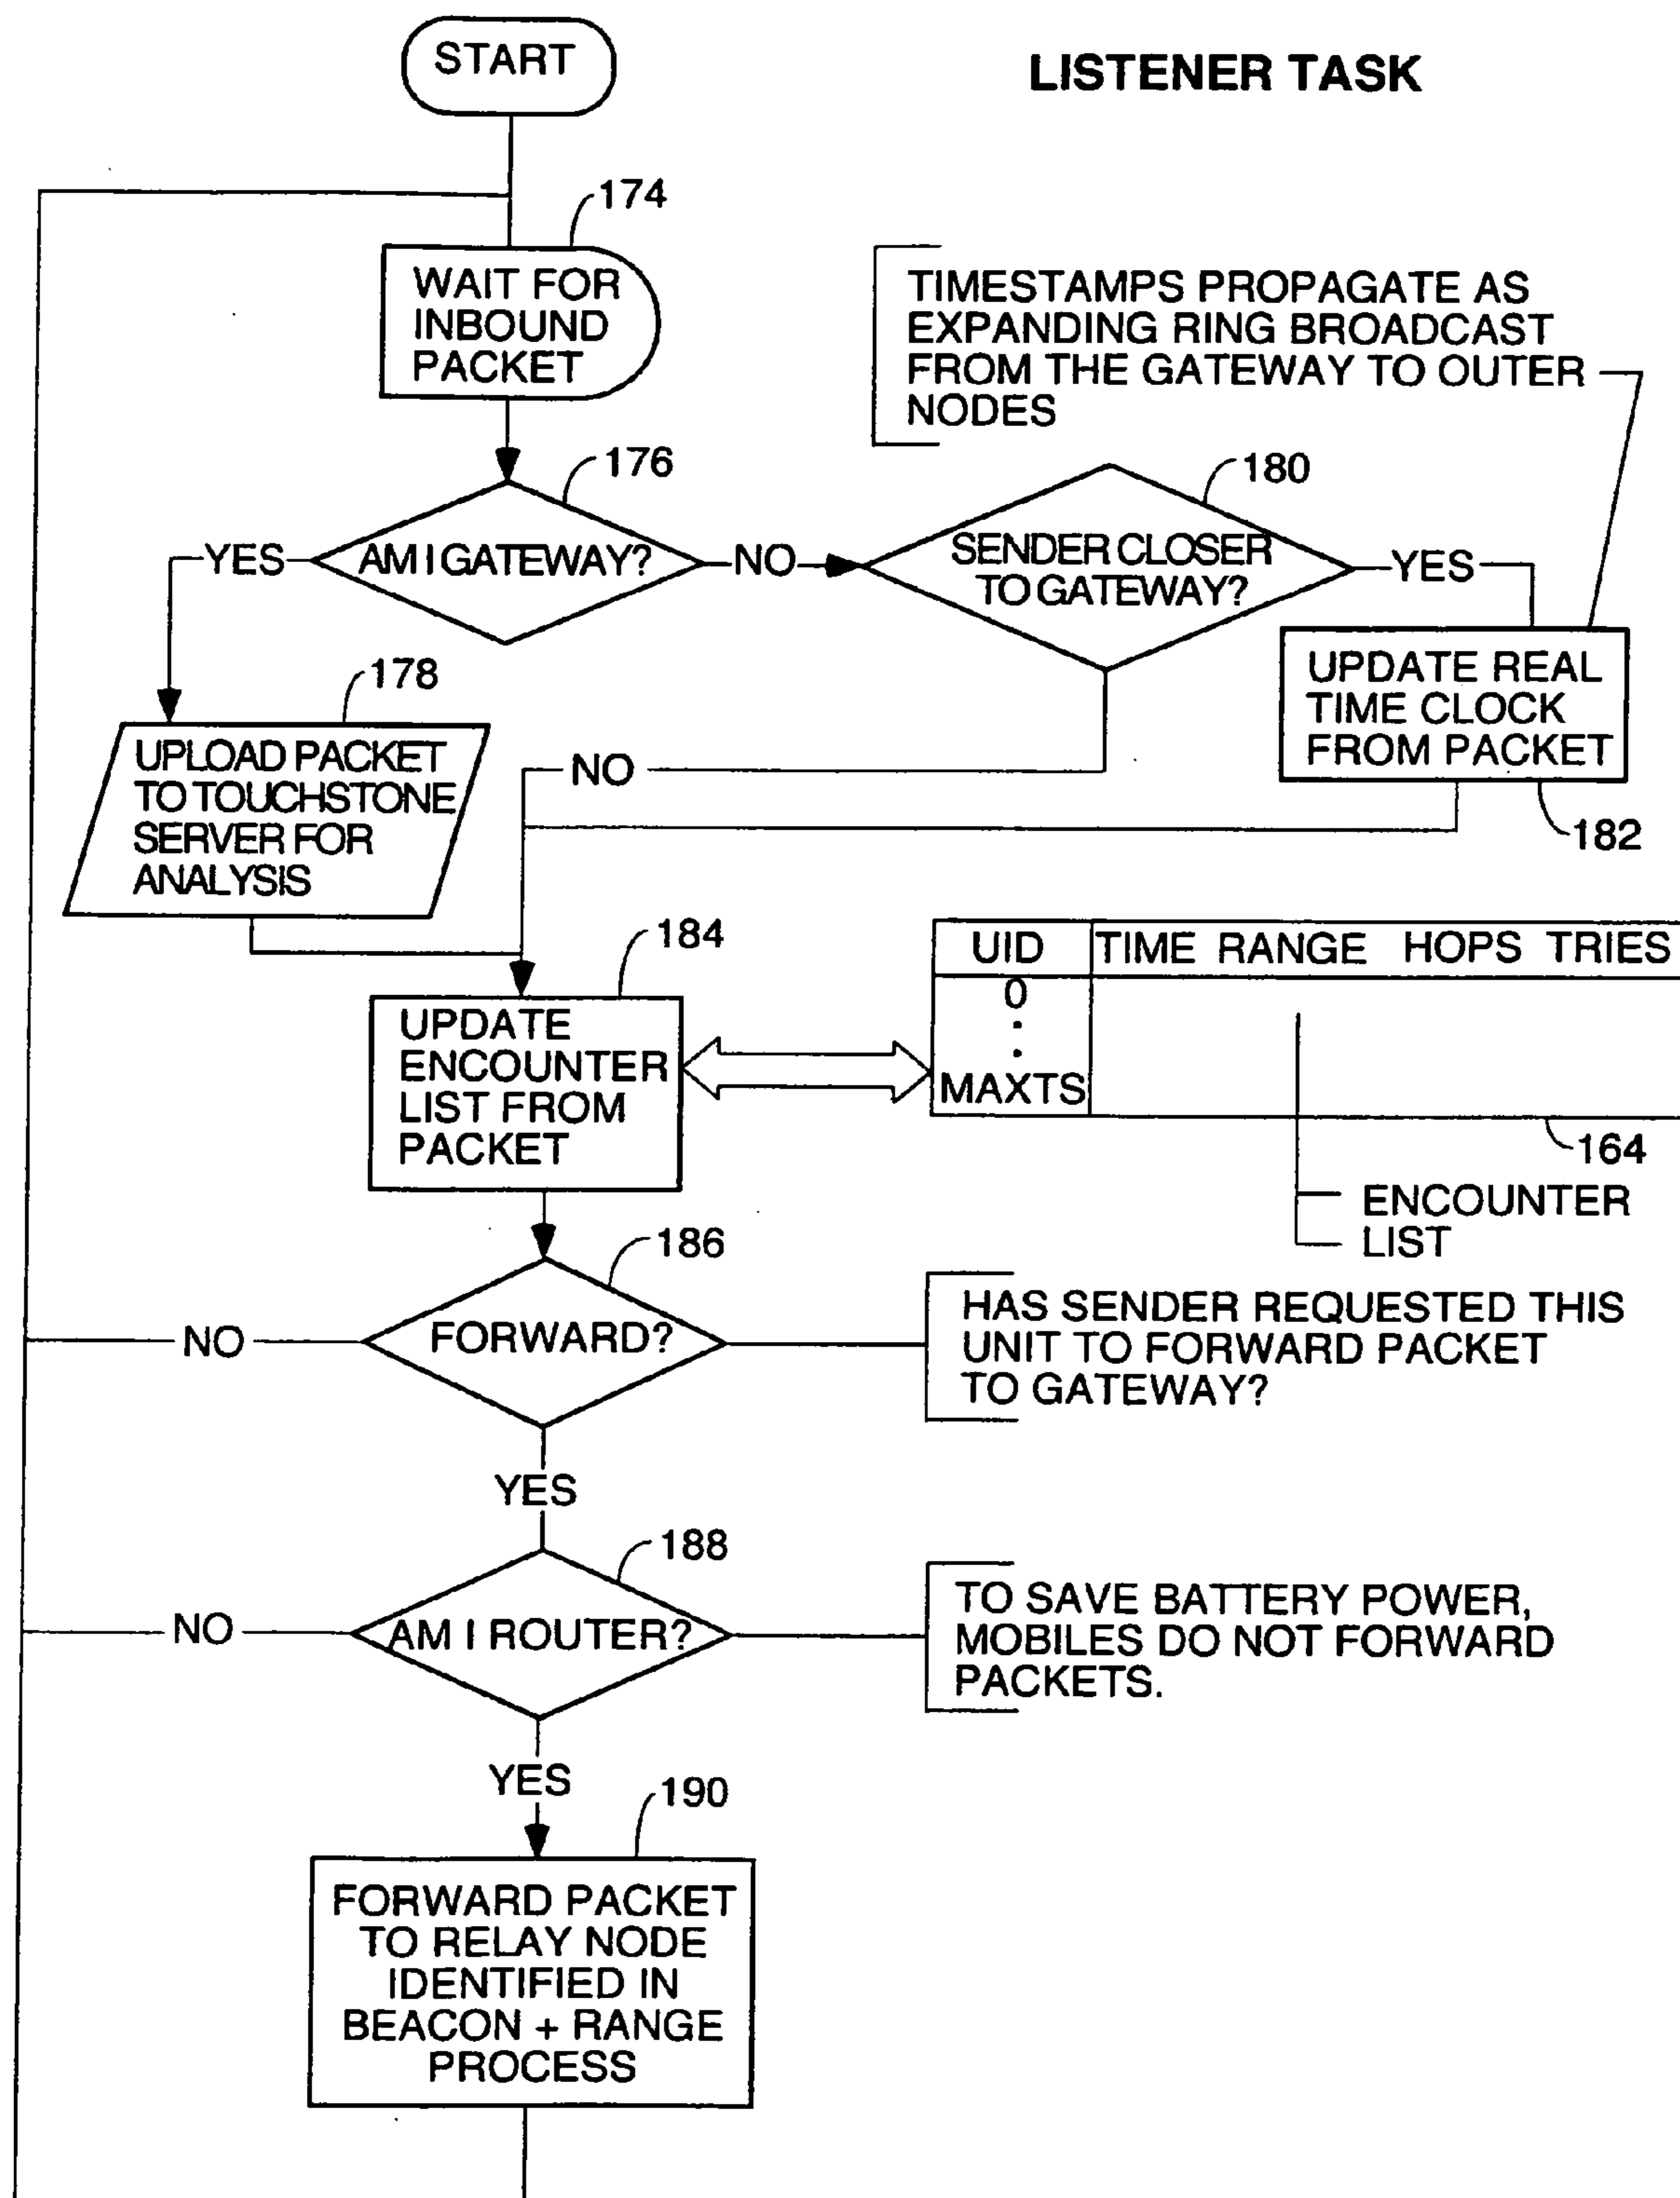 START
LISTENER TASK
174
WAIT FOR
INBOUND
PACKET
TIMESTAMPS PROPAGATE AS
EXPANDING RING BROADCAST
FROM THE GATEWAY TO OUTER
NODES
176
180
YES
AM I GATEWAY?
NO
SENDER CLOSER
TO GATEWAY?
YES
178
UPDATE REAL
TIME CLOCK
FROM PACKET
UPLOAD PACKET
TO TOUCHSTONE
SERVER FOR
ANALYSIS
NO
182
184
UID TIME RANGE HOPS TRIES
0
.
.
MAXTS
UPDATE
ENCOUNTER
LIST FROM
PACKET
164
ENCOUNTER
LIST
186
NO
FORWARD?
HAS SENDER REQUESTED THIS
UNIT TO FORWARD PACKET
TO GATEWAY?
YES
188
NO
AM I ROUTER?
TO SAVE BATTERY POWER,
MOBILES DO NOT FORWARD
PACKETS.
YES
190
FORWARD PACKET
TO RELAY NODE
IDENTIFIED IN
BEACON + RANGE
PROCESS